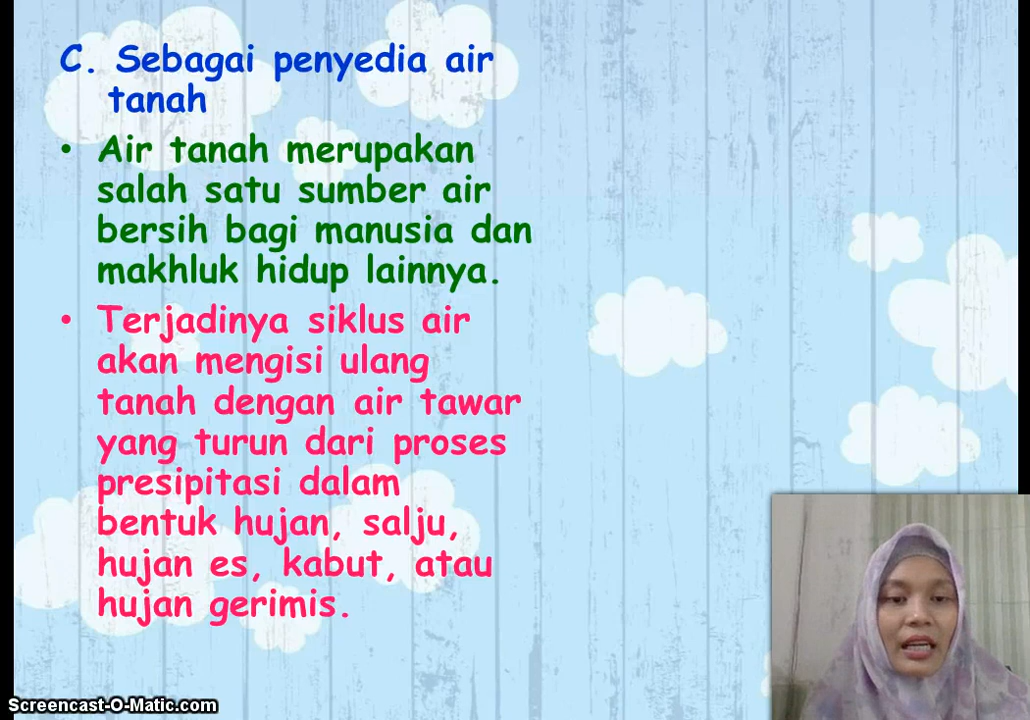 C. Sebagai penyedia air
tanah
• Air tanah merupakan
salah satu sumber air
bersih bagi manusia dan
makhluk hidup lainnya.
• Terjadinya siklus air
akan mengisi ulang
tanah dengan air tawar
yang turun dari proses
presipitasi dalam
bentuk hujan, salju,
hujan es, kabut, atau
hujan gerimis.
Screencast-O-Matic.com